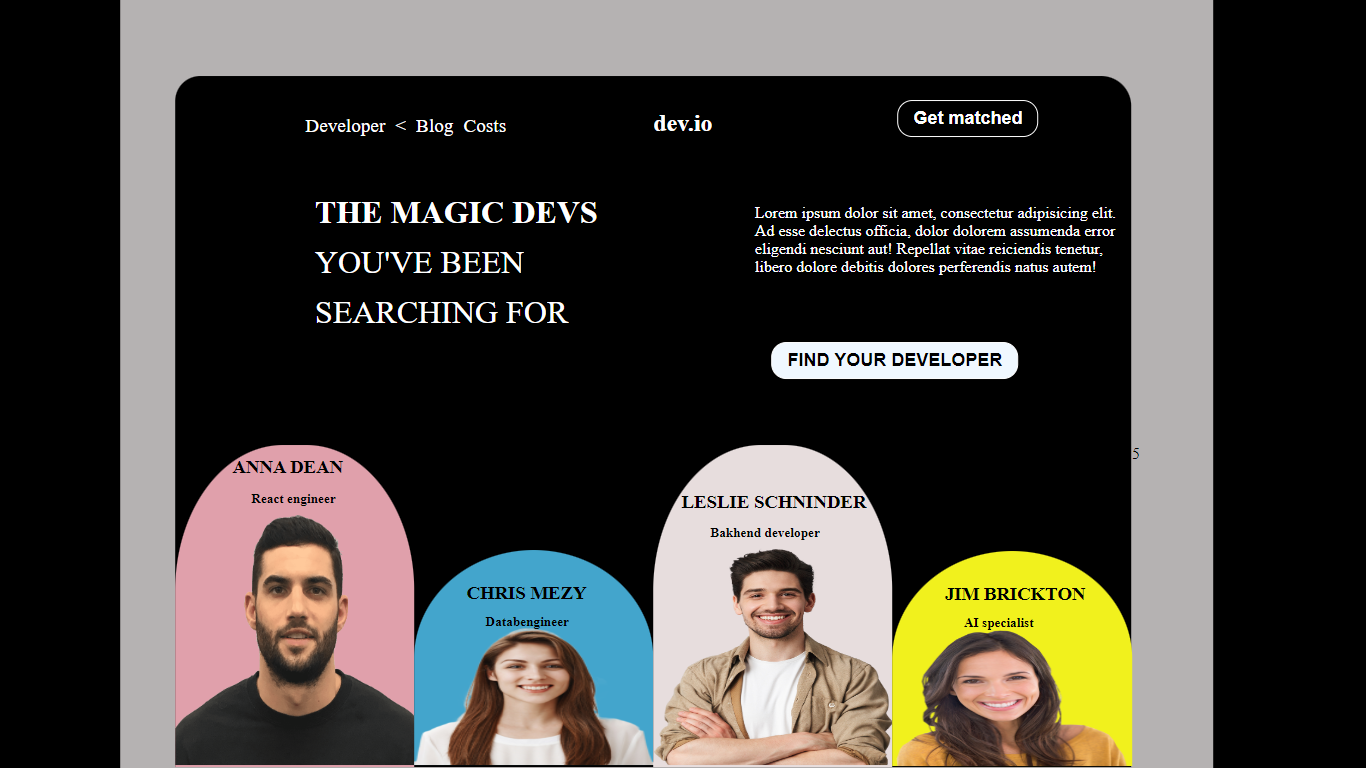 Developer < Blog Costs
dev.io
Get matched
THE MAGIC DEVS
YOU'VE BEEN
SEARCHING FOR
Lorem ipsum dolor sit amet, consectetur adipisicing elit.
Ad esse delectus officia, dolor dolorem assumenda error
eligendi nesciunt aut! Repellat vitae reiciendis tenetur,
libero dolore debitis dolores perferendis natus autem!
FIND YOUR DEVELOPER
ANNA DEAN
React engineer
CHRIS MEZY
Databengineer
LESLIE SCHNINDER
Bakhend developer
JIM BRICKTON
AI specialist
5